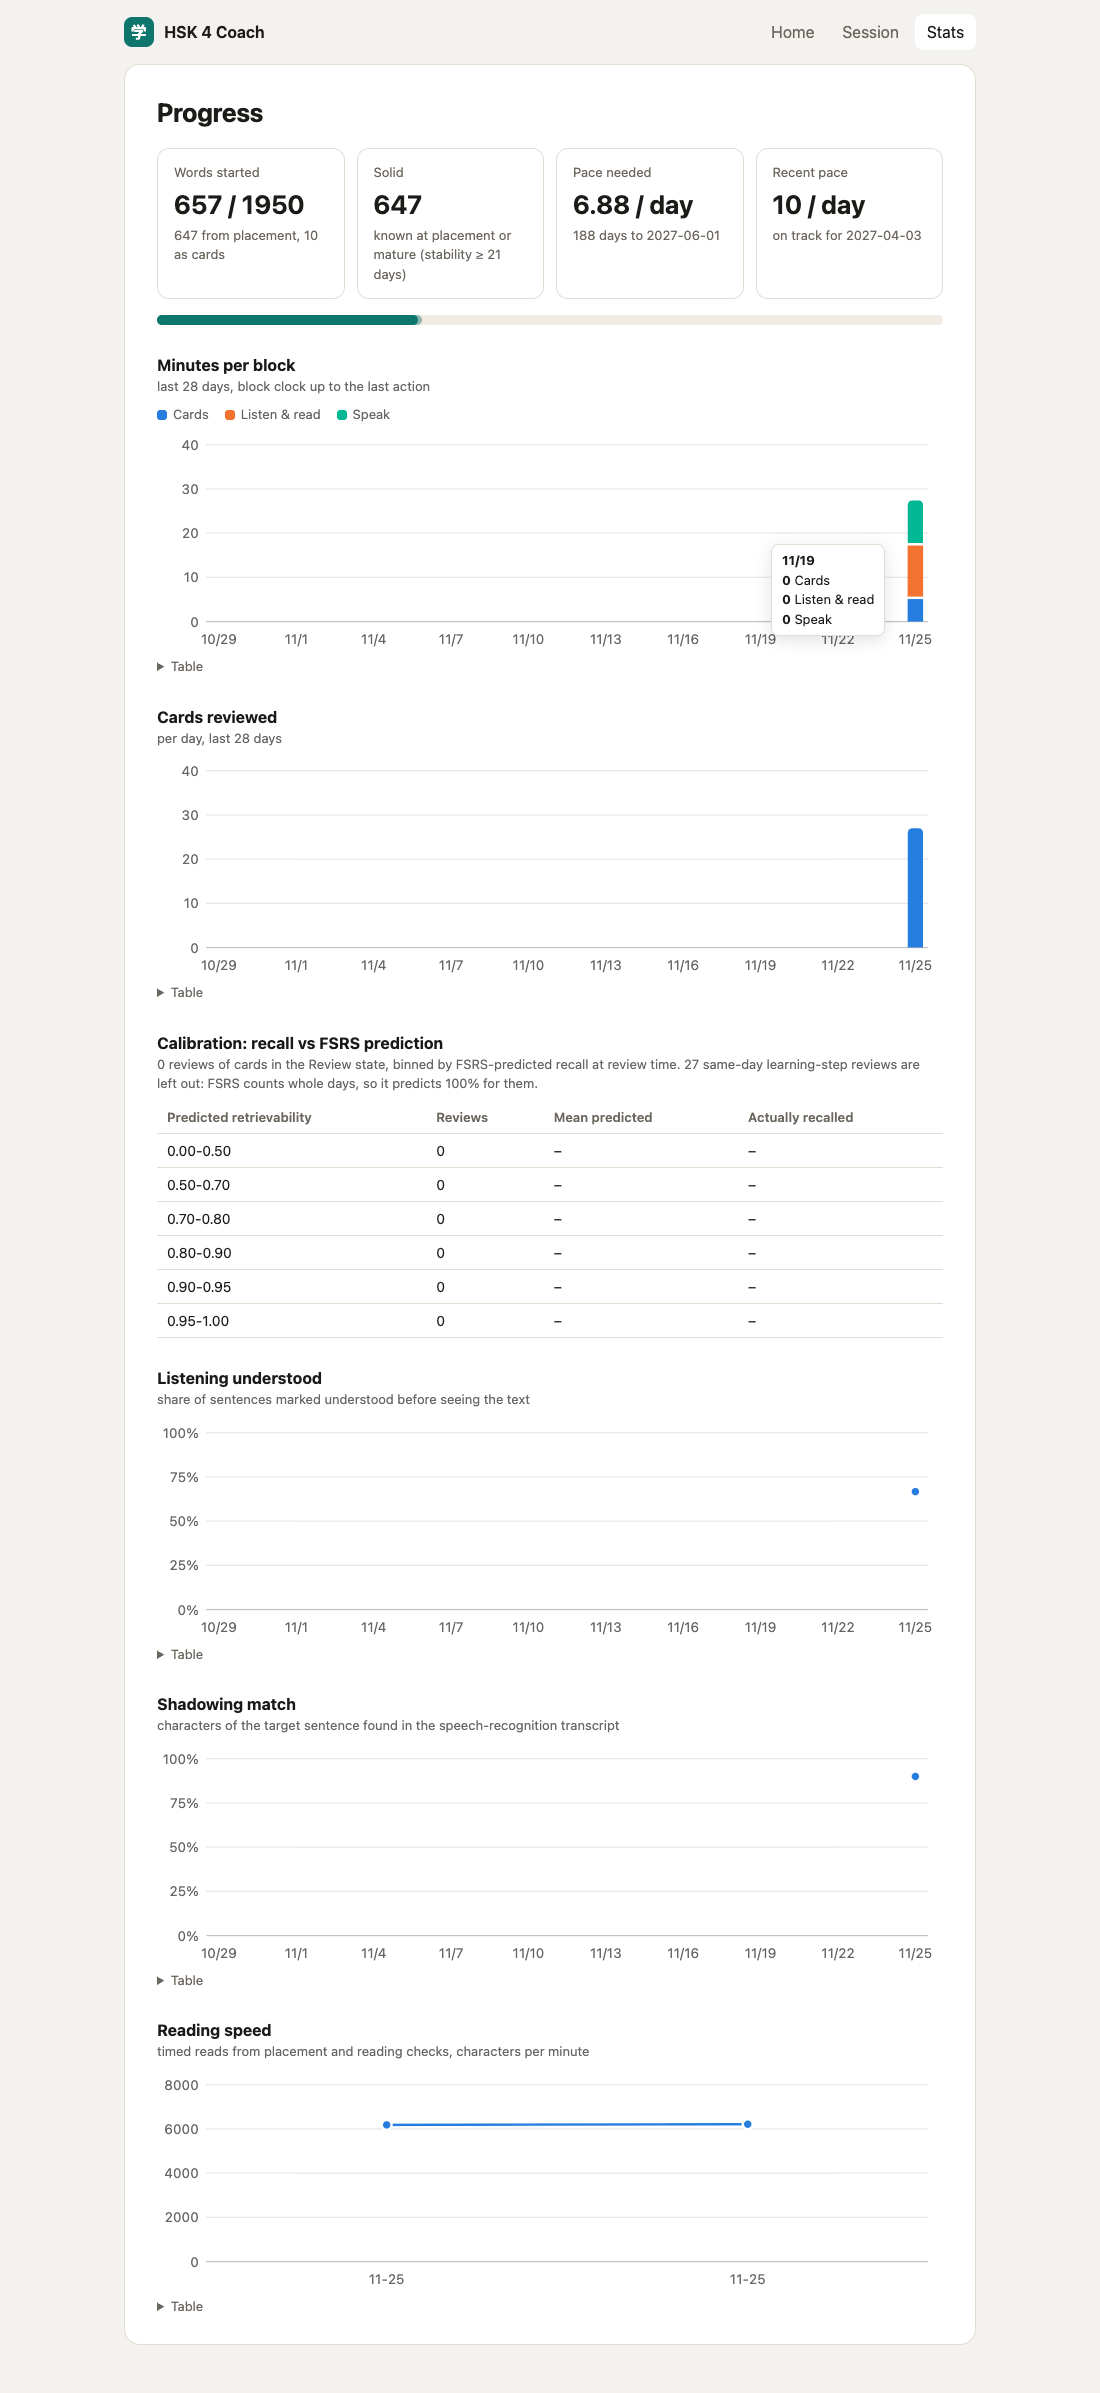 学 HSK 4 Coach
Home Session Stats
Progress
Words started
657 / 1950
647 from placement, 10
as cards
Solid
647
known at placement or
mature (stability ≥ 21
days)
Pace needed
6.88 / day
188 days to 2027-06-01
Recent pace
10 / day
on track for 2027-04-03
Minutes per block
last 28 days, block clock up to the last action
Cards Listen & read Speak
40
30
20
10
0
11/19
0 Cards
0 Listen & read
0 Speak
10/29 11/1 11/4 11/7 11/10 11/13 11/16 11/19 11/22 11/25
Table
Cards reviewed
per day, last 28 days
40
30
20
10
0
10/29 11/1 11/4 11/7 11/10 11/13 11/16 11/19 11/22 11/25
Table
Calibration: recall vs FSRS prediction
0 reviews of cards in the Review state, binned by FSRS-predicted recall at review time. 27 same-day learning-step reviews are
left out: FSRS counts whole days, so it predicts 100% for them.
Predicted retrievability Reviews Mean predicted Actually recalled
0.00-0.50 0 – –
0.50-0.70 0 – –
0.70-0.80 0 – –
0.80-0.90 0 – –
0.90-0.95 0 – –
0.95-1.00 0 – –
Listening understood
share of sentences marked understood before seeing the text
100%
75%
50%
25%
0%
10/29 11/1 11/4 11/7 11/10 11/13 11/16 11/19 11/22 11/25
Table
Shadowing match
characters of the target sentence found in the speech-recognition transcript
100%
75%
50%
25%
0%
10/29 11/1 11/4 11/7 11/10 11/13 11/16 11/19 11/22 11/25
Table
Reading speed
timed reads from placement and reading checks, characters per minute
8000
6000
4000
2000
0
11-25 11-25
Table